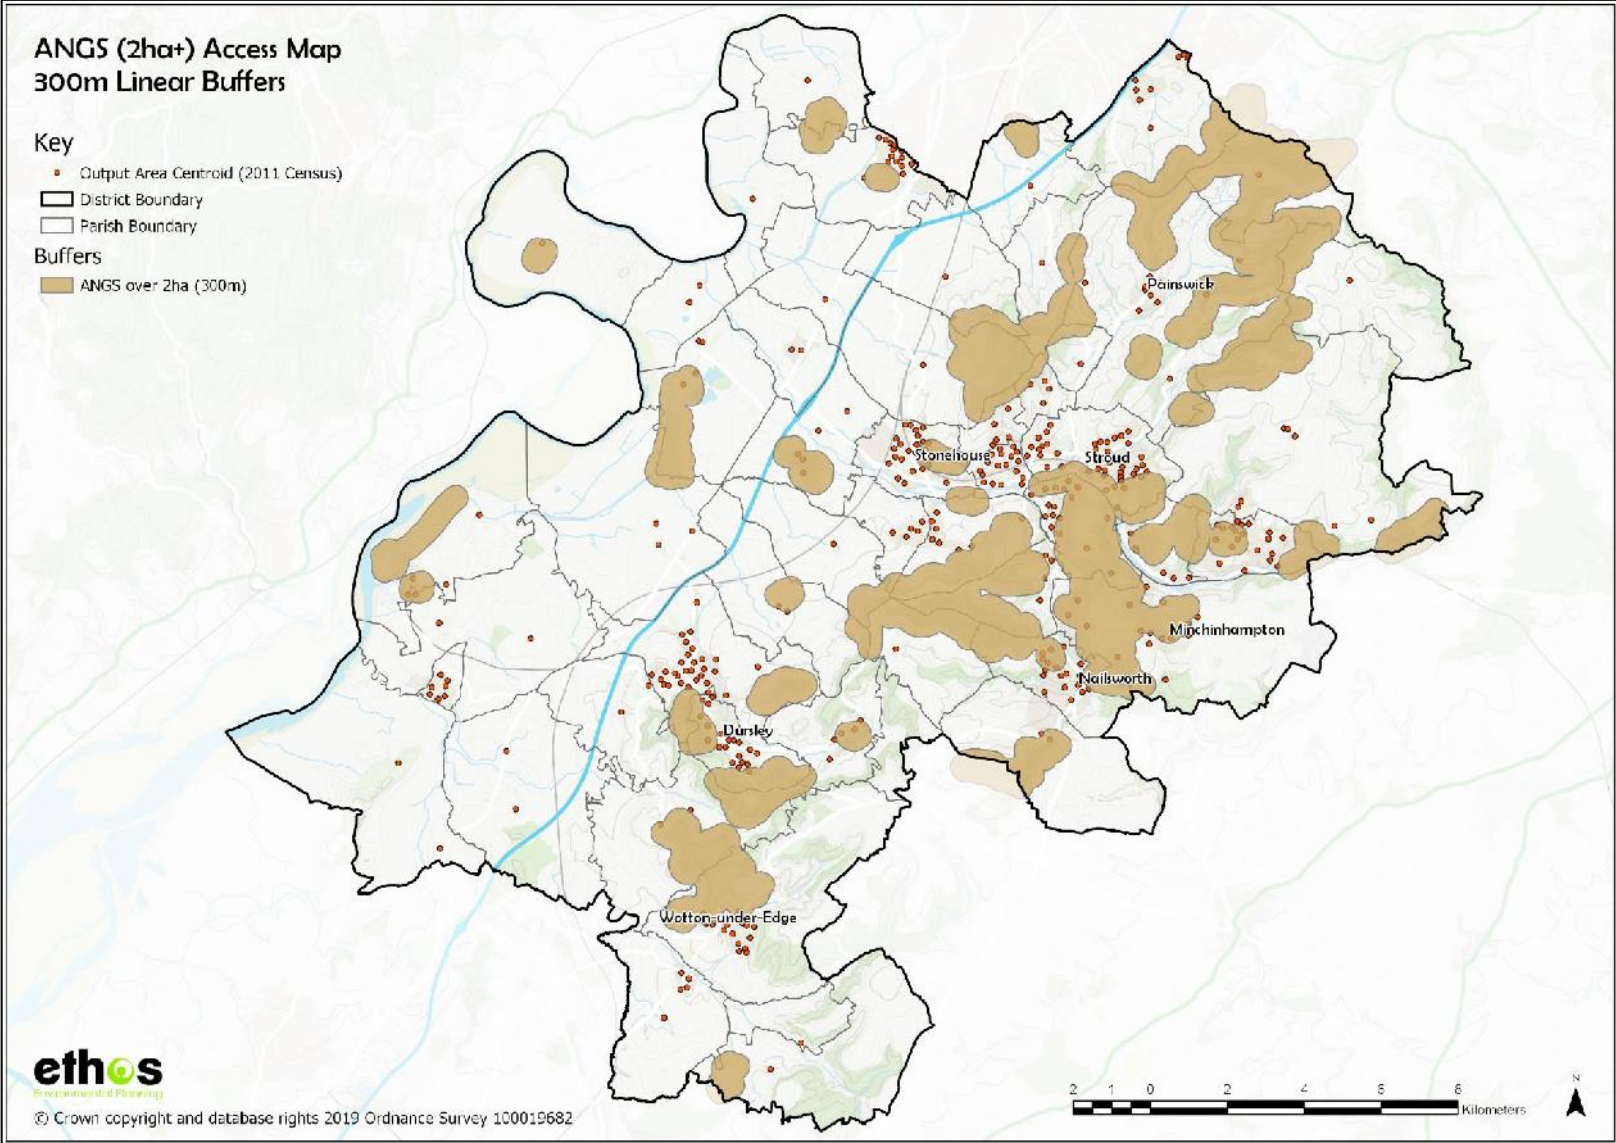 ANGS (2ha+) Access Map
300m Linear Buffers
Key
Output Area Centroid (2011 Census)
District Boundary
Parish Boundary
Buffers
ANGS over 2ha (300m)
Painswick
Stonehouse
Stroud
Minchinhampton
Nailsworth
Dursley
Wotton-under-Edge
ethos
Environmental Planning
© Crown copyright and database rights 2019 Ordnance Survey 100019682
2 1 0 2 4 6 8
Kilometers
N